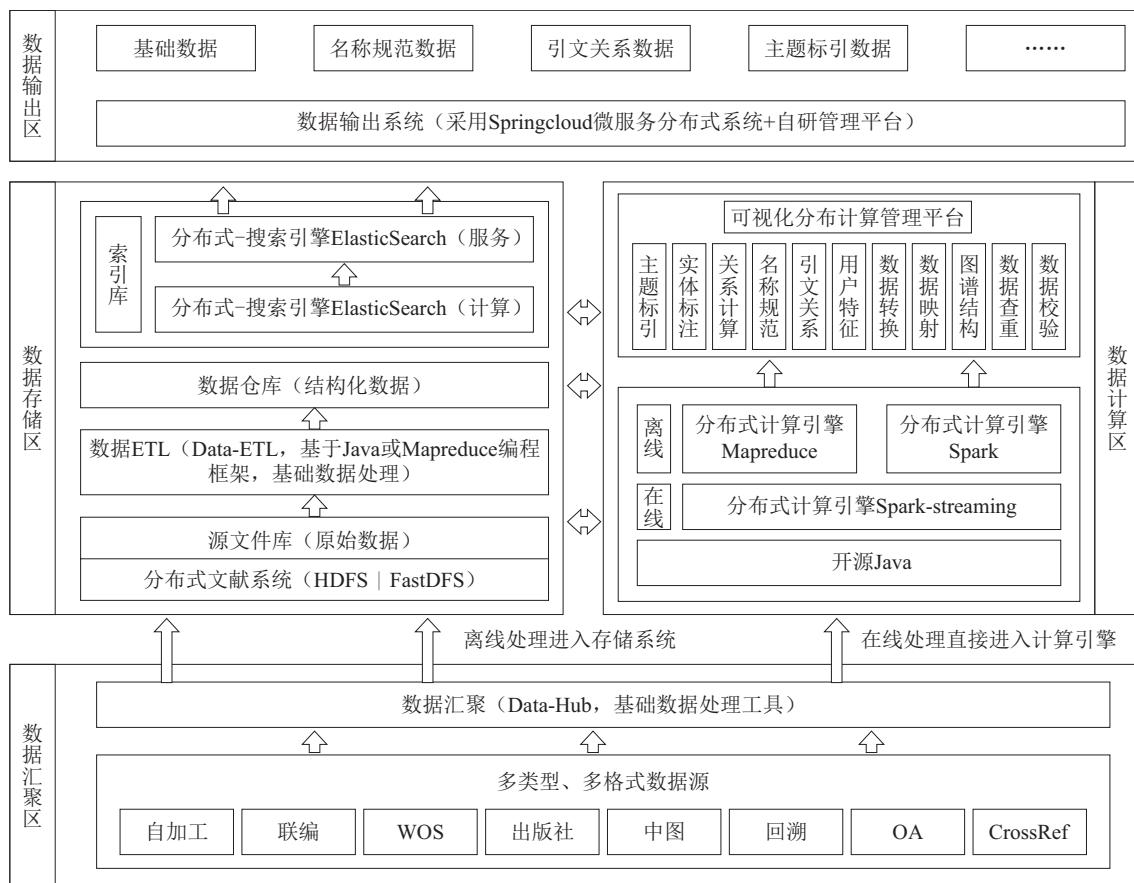 数据输出区
基础数据
名称规范数据
引文关系数据
主题标引数据
……
数据输出系统（采用Springcloud微服务分布式系统+自研管理平台）
数据存储区
索引库
分布式-搜索引擎ElasticSearch（服务）
分布式-搜索引擎ElasticSearch（计算）
数据仓库（结构化数据）
数据ETL（Data-ETL，基于Java或Mapreduce编程
框架，基础数据处理）
源文件库（原始数据）
分布式文献系统（HDFS | FastDFS）
可视化分布计算管理平台
主题标引
实体标注
关系计算
名称规范
引文关系
用户特征
数据转换
数据映射
图谱结构
数据查重
数据校验
离线
分布式计算引擎
Mapreduce
分布式计算引擎
Spark
在线
分布式计算引擎Spark-streaming
开源Java
数据计算区
离线处理进入存储系统
在线处理直接进入计算引擎
数据汇聚区
数据汇聚（Data-Hub，基础数据处理工具）
多类型、多格式数据源
自加工
联编
WOS
出版社
中图
回溯
OA
CrossRef